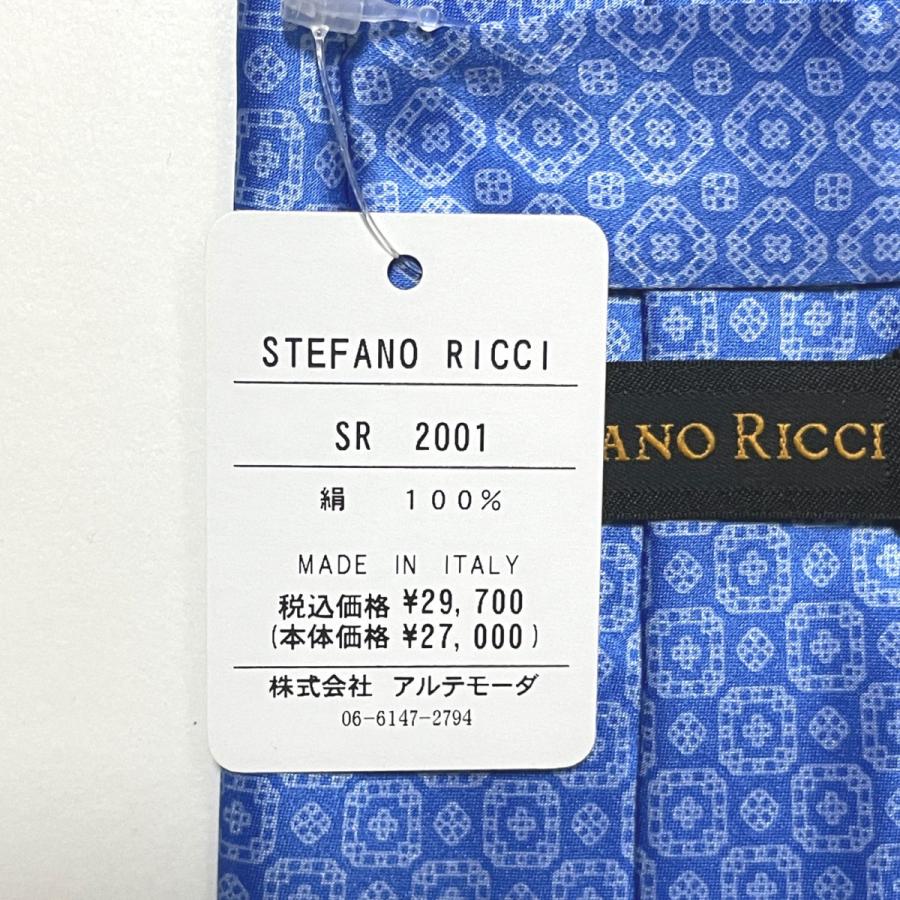 STEFANO RICCI
SR 2001
絹 100%
MADE IN ITALY
税込価格 ¥29,700
(本体価格 ¥27,000)
株式会社 アルテモーダ
06-6147-2794
ANO RICCI